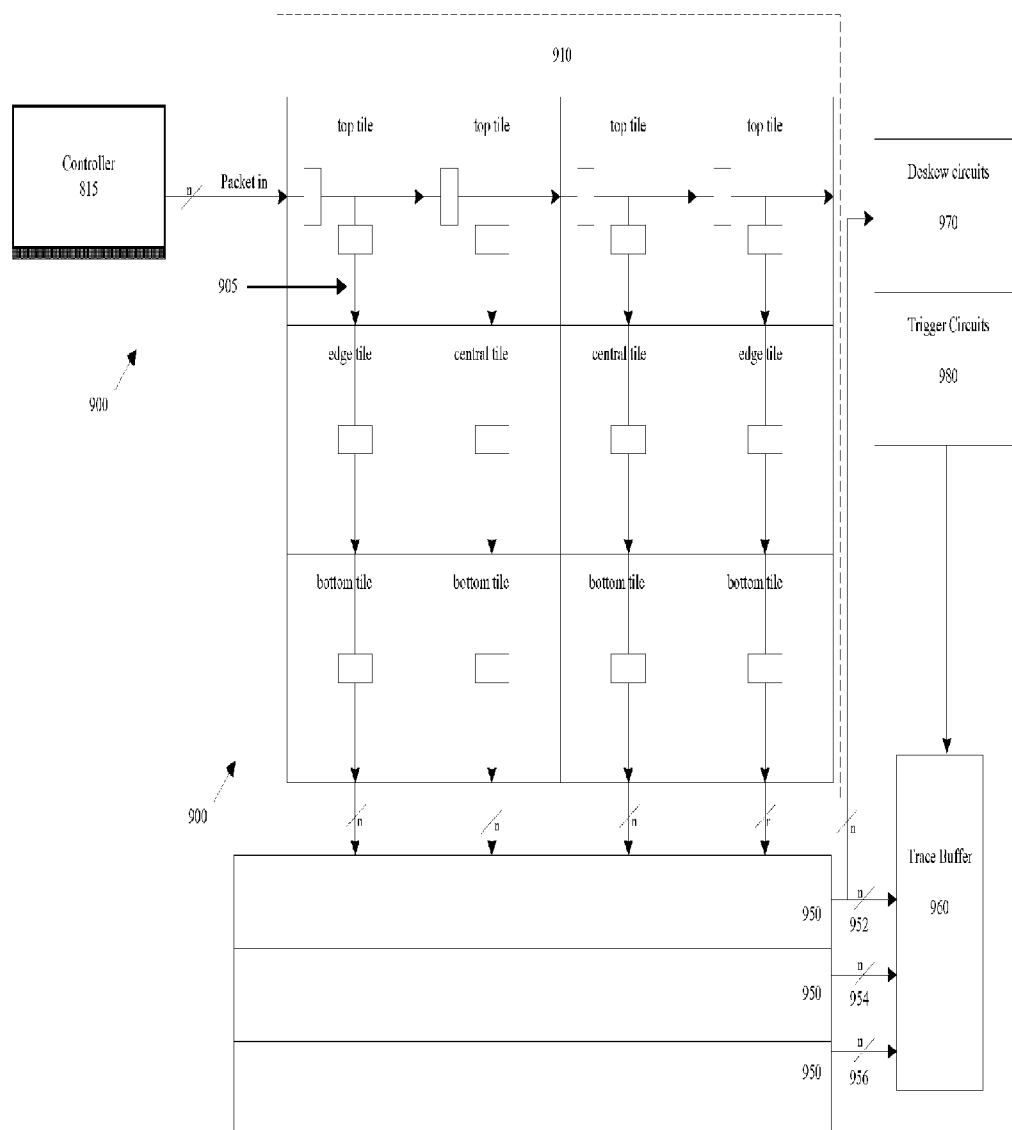 910
top tile top tile top tile top tile
Controller
815
n Packet in
Deskew circuits
970
905
Trigger Circuits
980
edge tile central tile central tile edge tile
900
bottom tile bottom tile bottom tile bottom tile
900
n n n r n
Trace Buffer
960
950 n
952
950 n
954
950 n
956